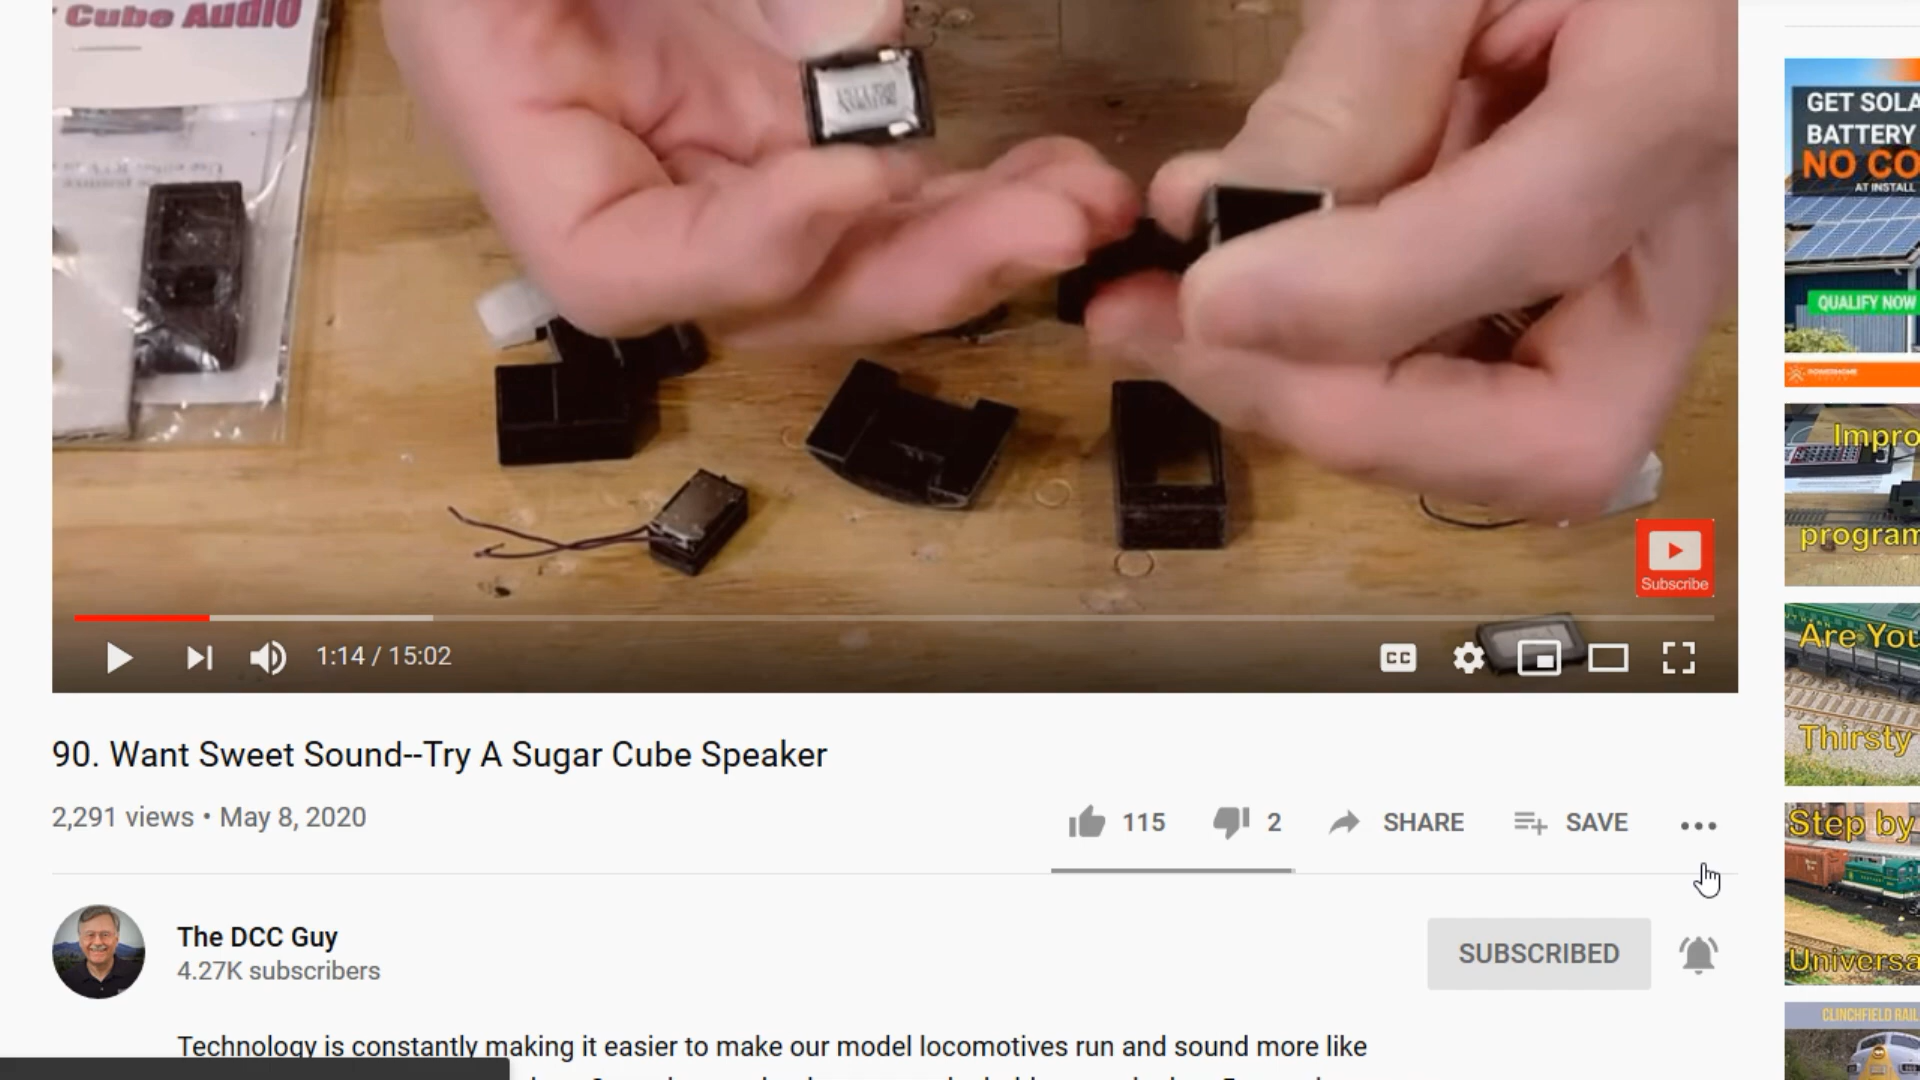 Cube Audio
Subscribe
1:14 / 15:02
CC
90. Want Sweet Sound--Try A Sugar Cube Speaker
2,291 views • May 8, 2020
115
2
SHARE
SAVE
The DCC Guy
4.27K subscribers
SUBSCRIBED
Technology is constantly making it easier to make our model locomotives run and sound more like
GET SOLA
BATTERY
NO CO
AT INSTALL
QUALIFY NOW
POWERHOME
Impro
program
Are You
Thirsty
Step by
Universa
CLINCHFIELD RAIL